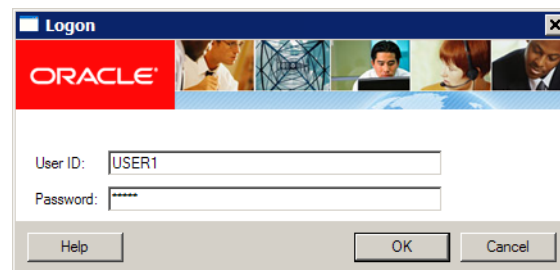 Logon
ORACLE®
User ID: USER1
Password: *****
Help OK Cancel